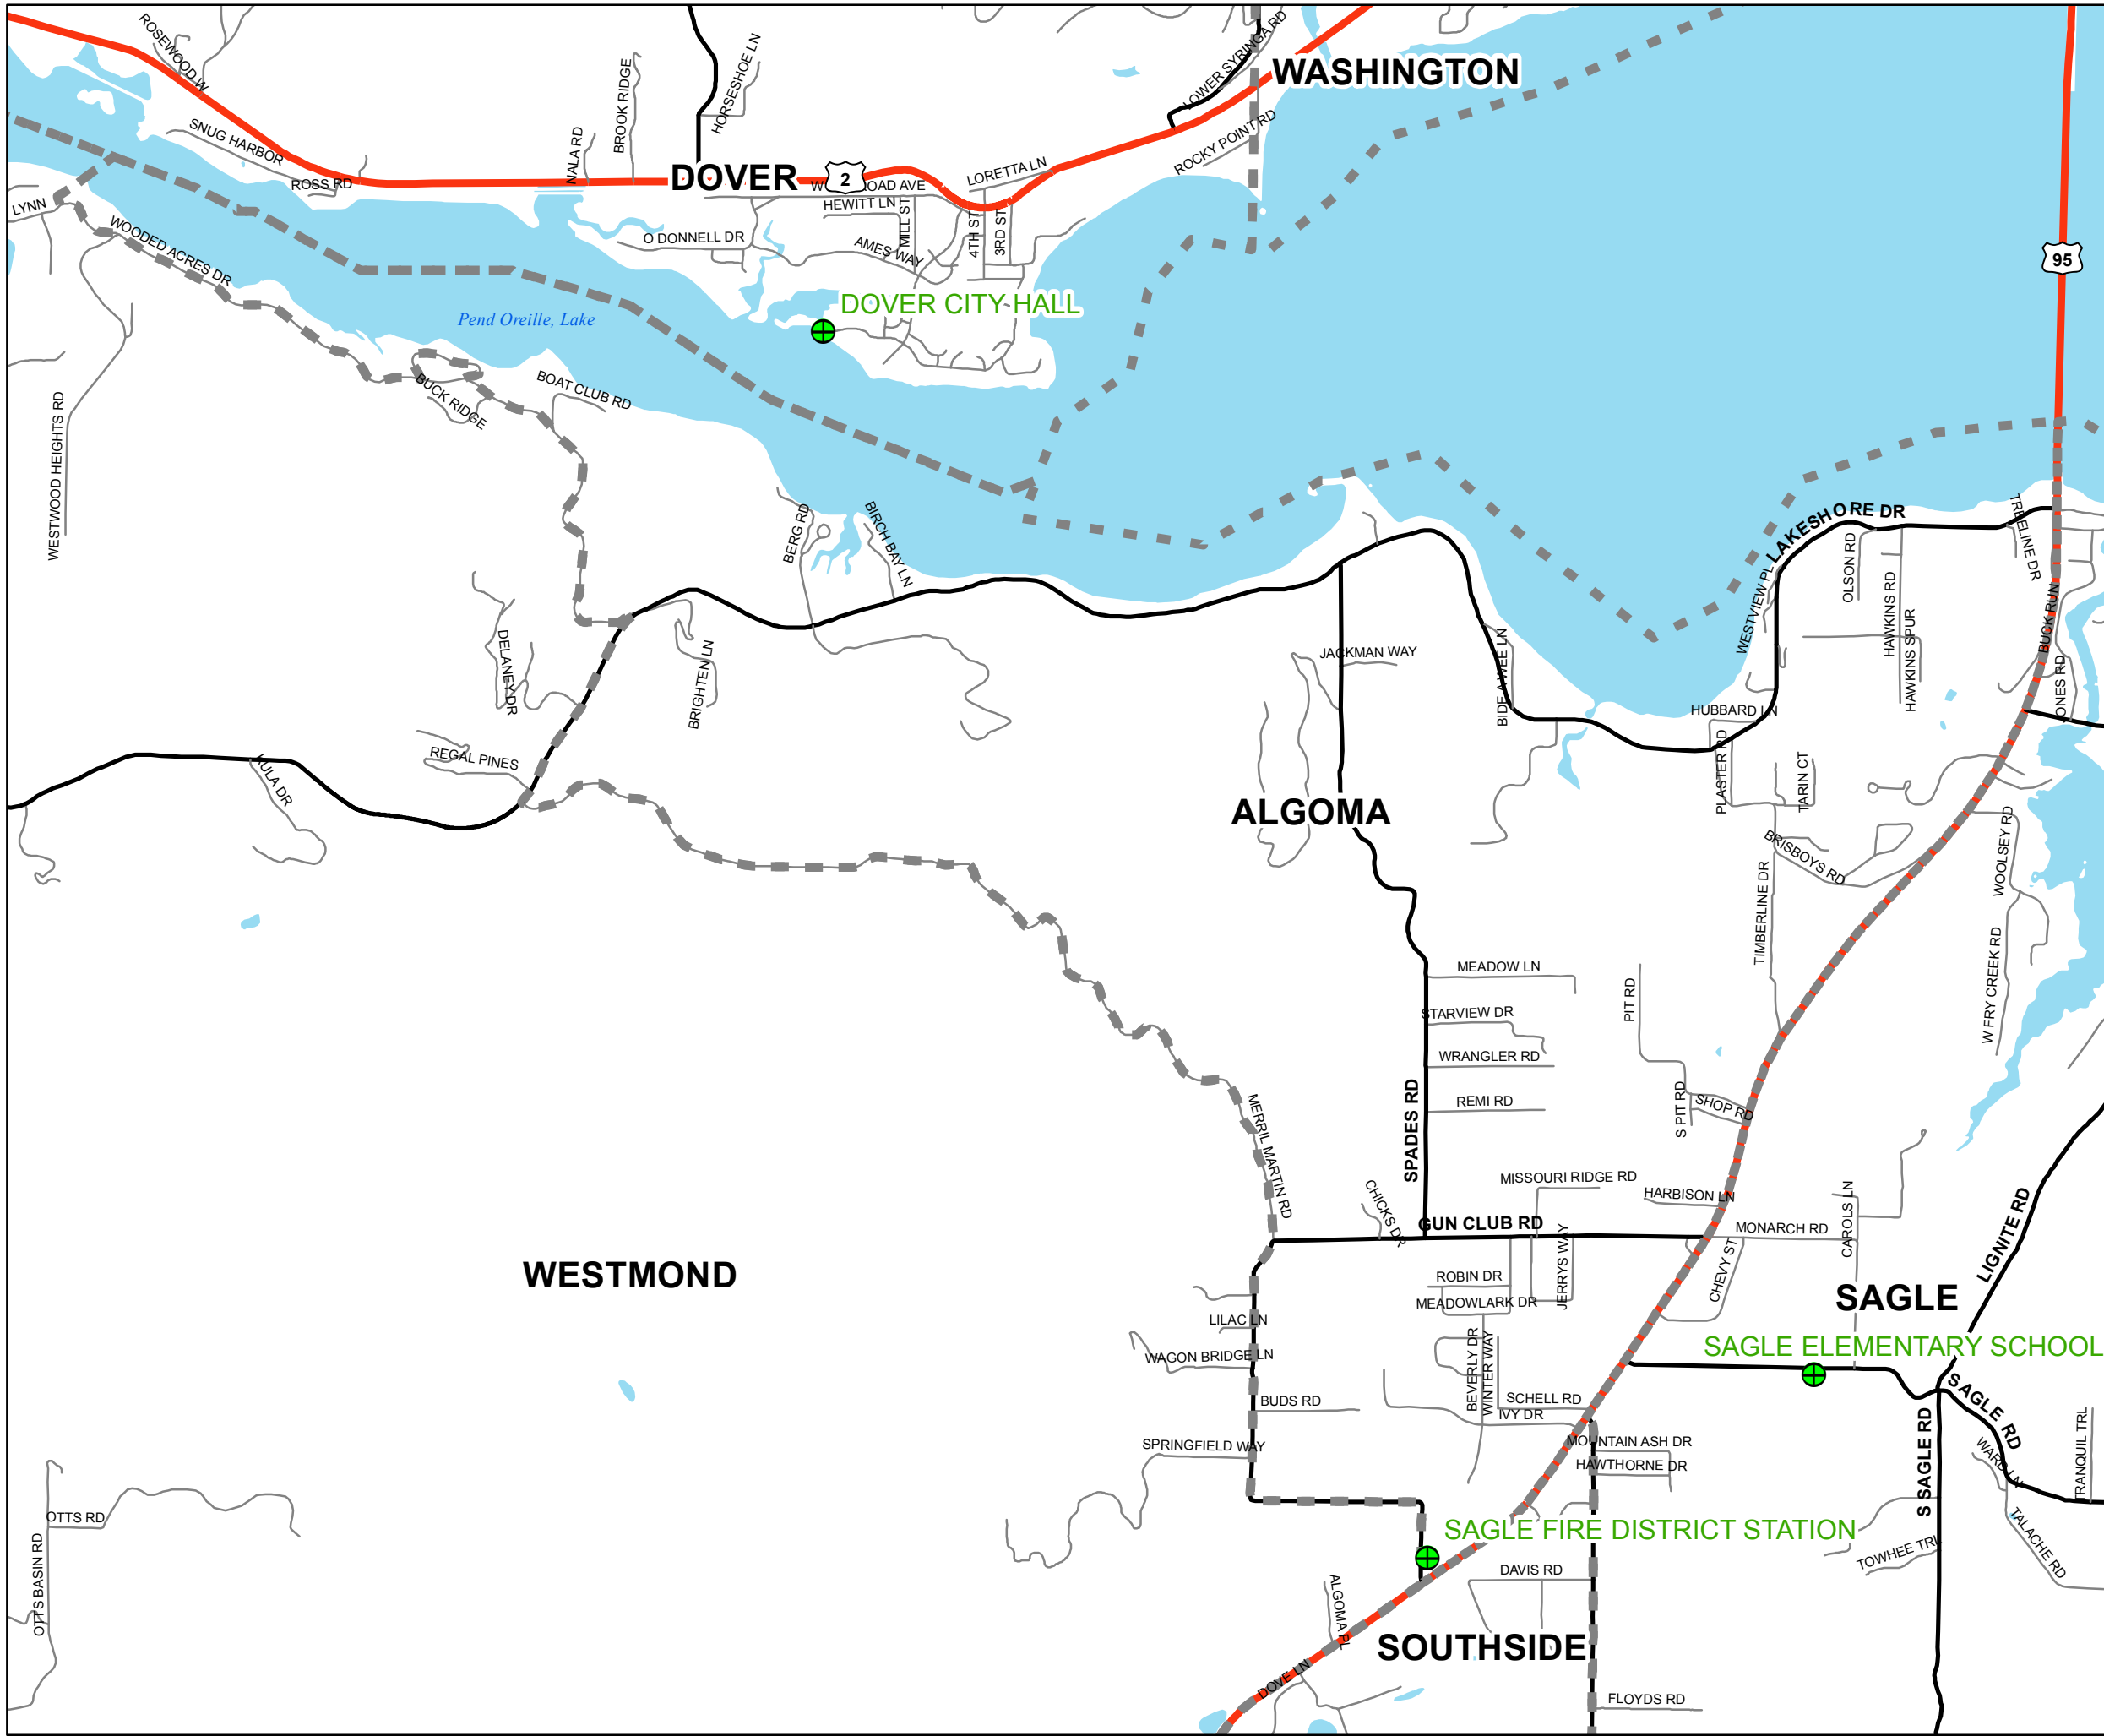 ROSEWOOD W
SNUG HARBOR
ROSS RD
NALA RD
BROOK RIDGE
HORSESHOE LN
LOWER SYRINGA RD
WASHINGTON
ROCKY POINT RD
DOVER
2
LORETTA LN
HEWITT LN
MILL ST
4TH ST
3RD ST
O DONNELL DR
AMES WAY
LYNN
WOODED ACRES DR
95
DOVER CITY HALL
Pend Oreille, Lake
BUCK RIDGE
BOAT CLUB RD
WESTWOOD HEIGHTS RD
BERG RD
BIRCH BAY LN
LAKESHORE DR
TREELINE DR
OLSON RD
WESTVIEW PL
HAWKINS RD
HAWKINS SPUR
BUCK RUN
JONES RD
DELANEY DR
BRIGHTEN LN
JACKMAN WAY
BIDE A WEE LN
HUBBARD LN
PLASTER RD
TARIN CT
REGAL PINES
KULA DR
ALGOMA
BRISBOYS RD
WOOLSEY RD
TIMBERLINE DR
W FRY CREEK RD
MEADOW LN
PIT RD
STARVIEW DR
WRANGLER RD
REMI RD
SPADES RD
S PIT RD
SHOP RD
MERRIL MARTIN RD
MISSOURI RIDGE RD
HARBISON LN
CHICKS DR
GUN CLUB RD
MONARCH RD
CAROLS LN
LIGNITE RD
JERRYS WAY
CHEVY ST
WESTMOND
ROBIN DR
MEADOWLARK DR
SAGLE
LILAC LN
WAGON BRIDGE LN
BEVERLY DR
WINTER WAY
SAGLE ELEMENTARY SCHOOL
BUDS RD
SCHELL RD
IVY DR
SAGLE RD
S SAGLE RD
SPRINGFIELD WAY
MOUNTAIN ASH DR
HAWTHORNE DR
WARD LN
TRANQUIL TRL
OTTS RD
OTTS BASIN RD
SAGLE FIRE DISTRICT STATION
TALACHE RD
TOWHEE TRL
DAVIS RD
ALGOMA PL
SOUTHSIDE
DOVE LN
FLOYDS RD